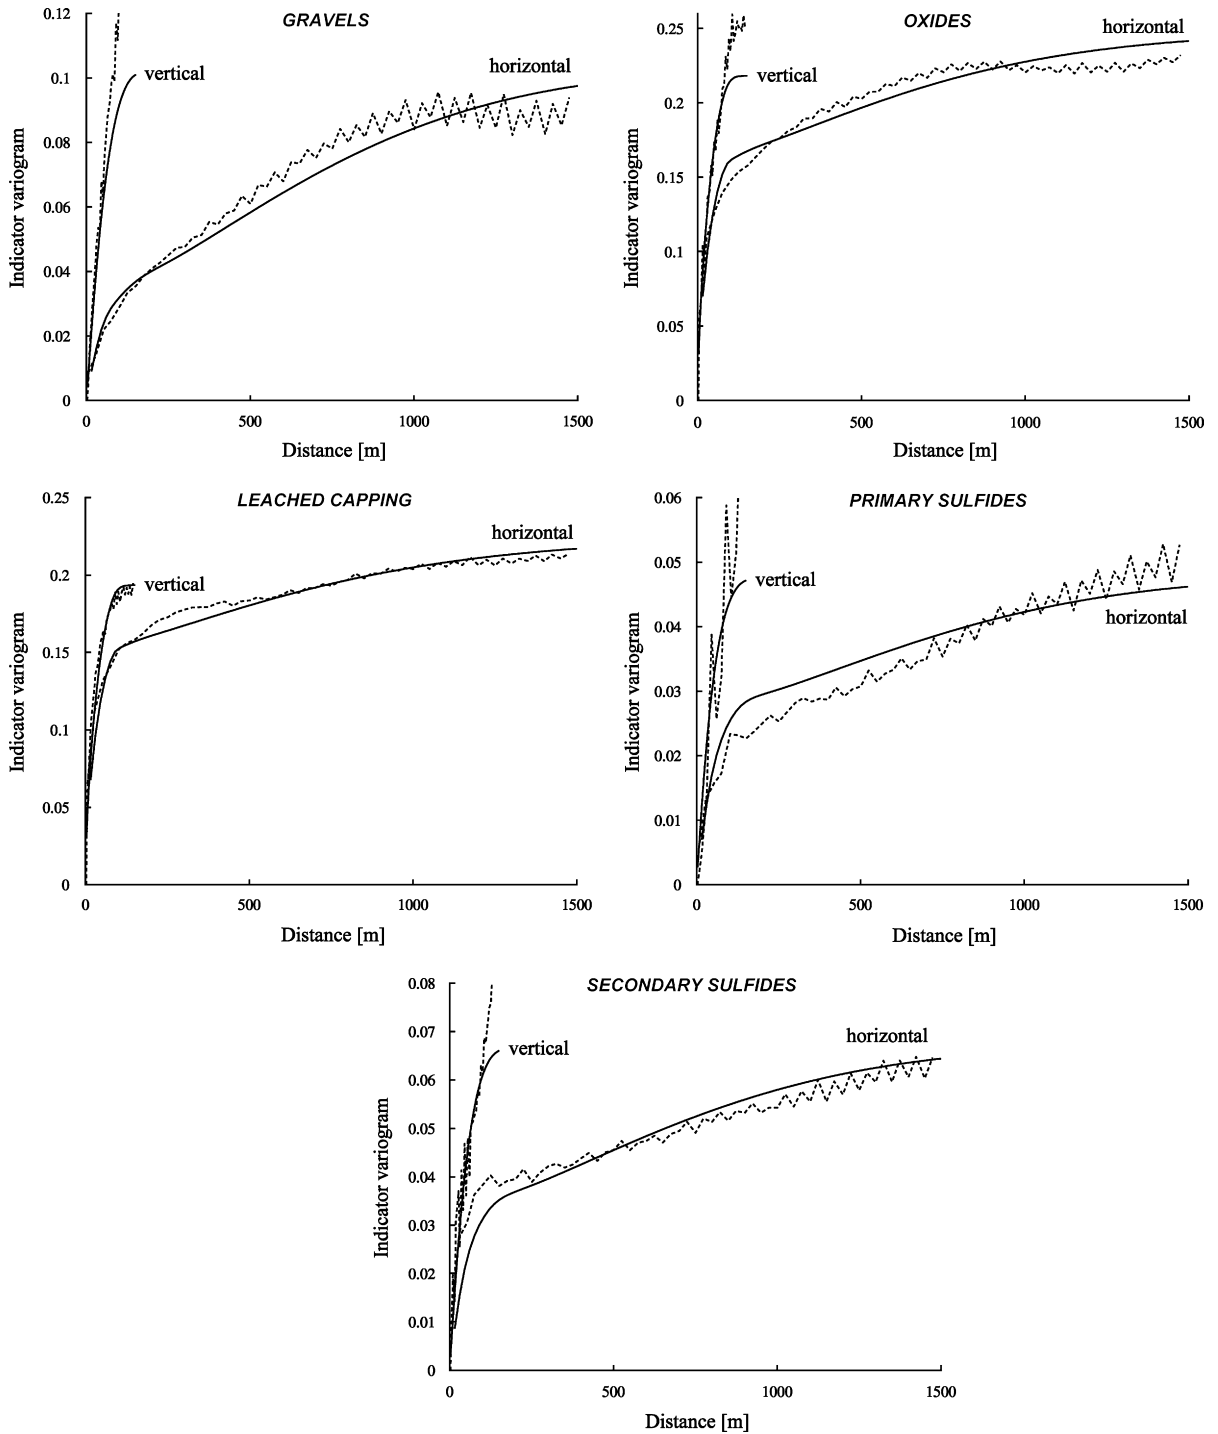 GRAVELS
0.12
0.1
0.08
0.06
0.04
0.02
0
Indicator variogram
vertical
horizontal
0
500
1000
1500
Distance [m]
OXIDES
0.25
0.2
0.15
0.1
0.05
0
Indicator variogram
vertical
horizontal
0
500
1000
1500
Distance [m]
LEACHED CAPPING
0.25
0.2
0.15
0.1
0.05
0
Indicator variogram
vertical
horizontal
0
500
1000
1500
Distance [m]
PRIMARY SULFIDES
0.06
0.05
0.04
0.03
0.02
0.01
0
Indicator variogram
vertical
horizontal
0
500
1000
1500
Distance [m]
SECONDARY SULFIDES
0.08
0.07
0.06
0.05
0.04
0.03
0.02
0.01
0
Indicator variogram
vertical
horizontal
0
500
1000
1500
Distance [m]